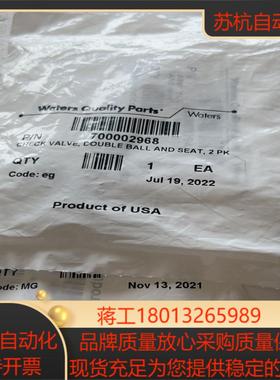 苏杭自动
Waters Quality Parts™
Waters
P/N
700002968
CHECK VALVE, DOUBLE BALL AND SEAT, 2 PK
QTY
1 EA
Code: eg
Jul 19, 2022
Product of USA
QTY
Code: MG
Nov 13, 2021
蒋工18013265989
自动化
品牌质量放心采购质量保
开票
现货充足为您提供稳定